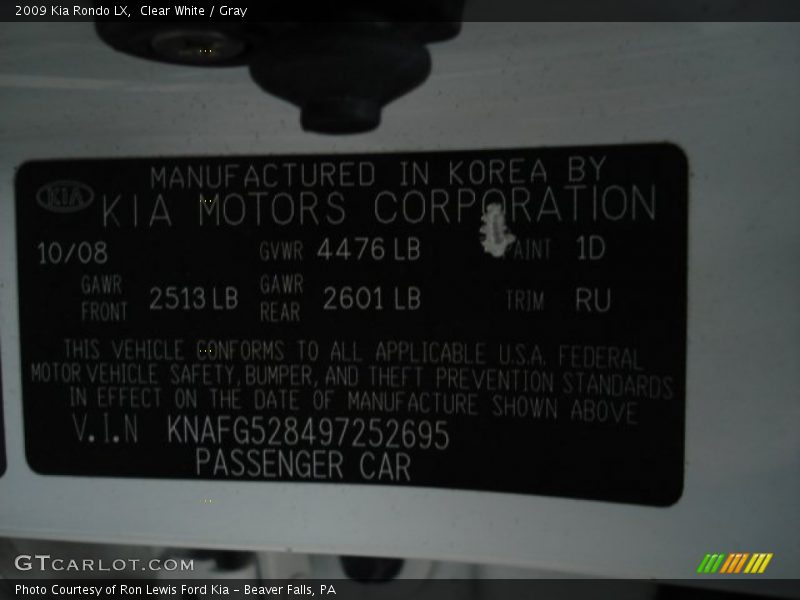 2009 Kia Rondo LX, Clear White / Gray
MANUFACTURED IN KOREA BY
KIA
KIA MOTORS CORPORATION
10/08 GVWR 4476 LB PAINT 1D
GAWR FRONT 2513 LB GAWR REAR 2601 LB TRIM RU
THIS VEHICLE CONFORMS TO ALL APPLICABLE U.S.A. FEDERAL
MOTOR VEHICLE SAFETY, BUMPER, AND THEFT PREVENTION STANDARDS
IN EFFECT ON THE DATE OF MANUFACTURE SHOWN ABOVE
V.I.N KNAFG528497252695
PASSENGER CAR
GTCARLOT.COM
Photo Courtesy of Ron Lewis Ford Kia - Beaver Falls, PA